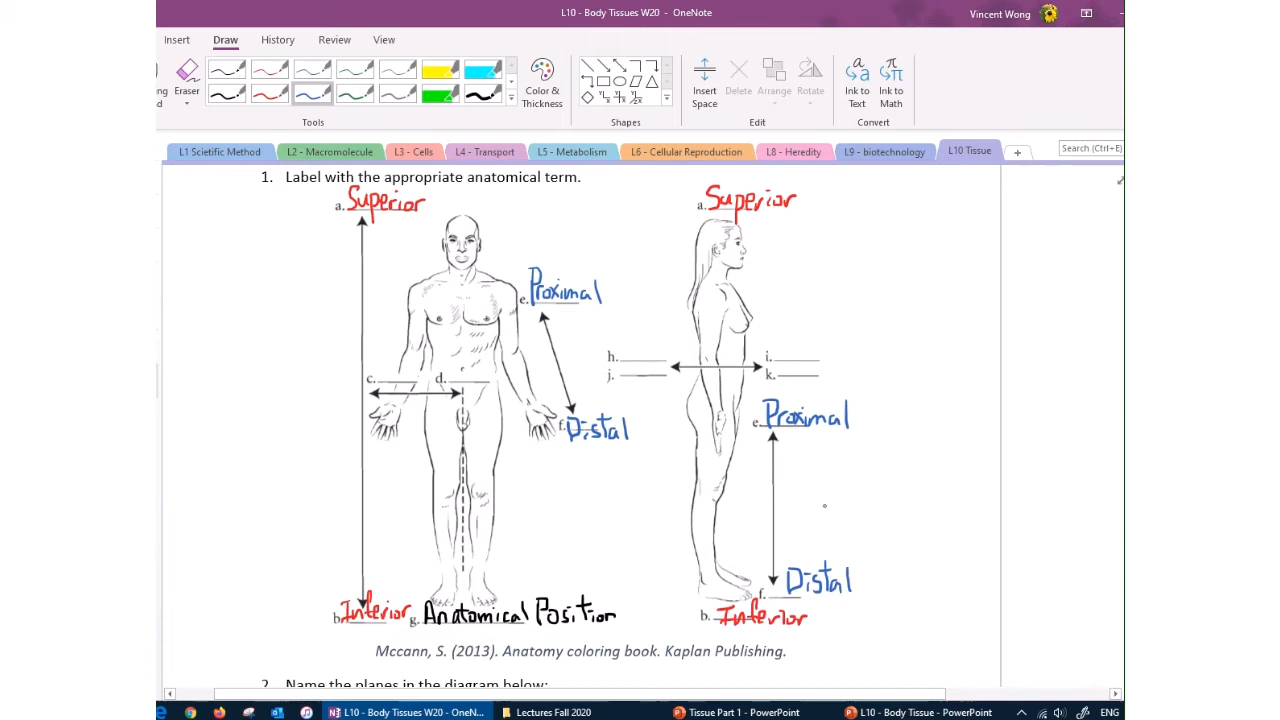 L10 - Body Tissues W20 - OneNote
Vincent Wong
Insert Draw History Review View
Eraser
Color & Thickness
Insert Space
Delete
Arrange
Rotate
Ink to Text
Ink to Math
Tools
Shapes
Edit
Convert
L1 Scietific Method
L2 - Macromolecule
L3 - Cells
L4 - Transport
L5 - Metabolism
L6 - Cellular Reproduction
L8 - Heredity
L9 - biotechnology
L10 Tissue
Search (Ctrl+E)
1. Label with the appropriate anatomical term.
a. Superior
a. Superior
e. Proximal
h.
i.
j.
k.
c.
d.
e. Proximal
f. Distal
f. Distal
b. Inferior
g. Anatomical Position
b. Inferior
Mccann, S. (2013). Anatomy coloring book. Kaplan Publishing.
2. Name the planes in the diagram below:
L10 - Body Tissues W20 - OneNo...
Lectures Fall 2020
Tissue Part 1 - PowerPoint
L10 - Body Tissue - PowerPoint
ENG